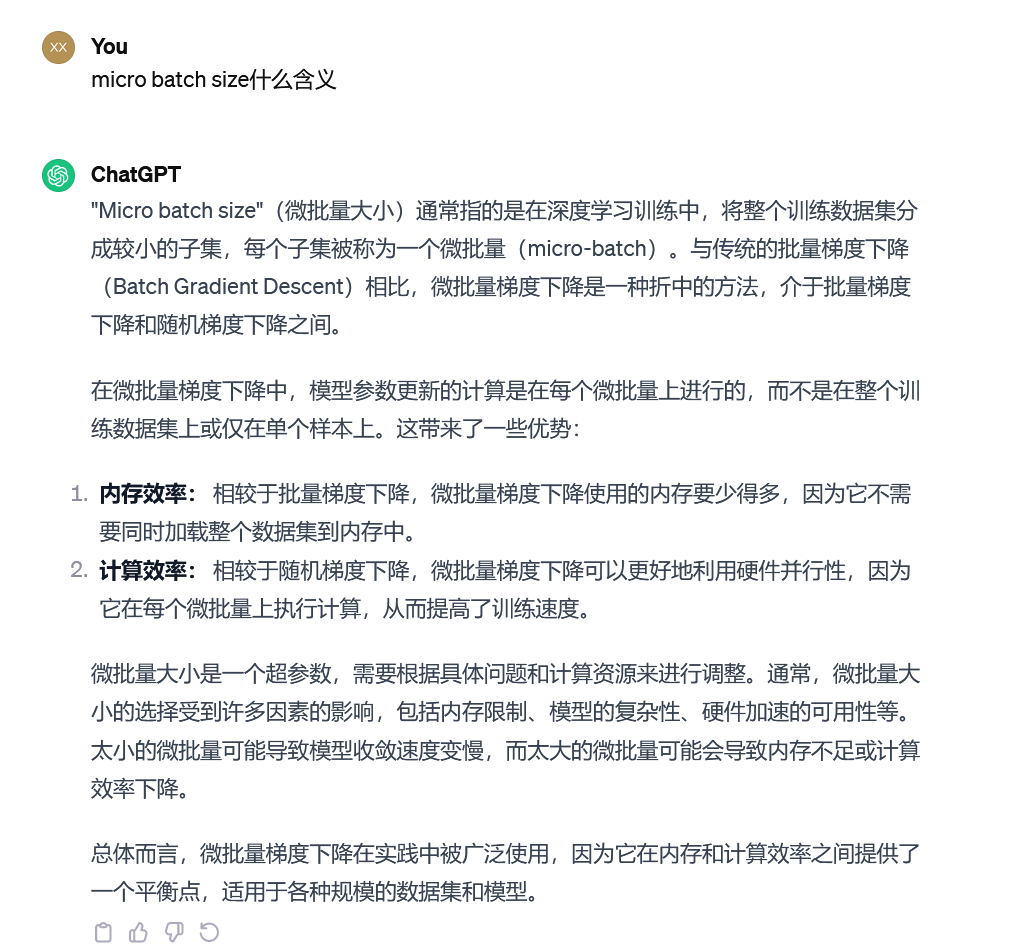 XX
You
micro batch size什么含义
ChatGPT
"Micro batch size"（微批量大小）通常指的是在深度学习训练中，将整个训练数据集分
成较小的子集，每个子集被称为一个微批量（micro-batch）。与传统的批量梯度下降
（Batch Gradient Descent）相比，微批量梯度下降是一种折中的方法，介于批量梯度
下降和随机梯度下降之间。
在微批量梯度下降中，模型参数更新的计算是在每个微批量上进行的，而不是在整个训
练数据集上或仅在单个样本上。这带来了一些优势：
1. 内存效率： 相较于批量梯度下降，微批量梯度下降使用的内存要少得多，因为它不需
要同时加载整个数据集到内存中。
2. 计算效率： 相较于随机梯度下降，微批量梯度下降可以更好地利用硬件并行性，因为
它在每个微批量上执行计算，从而提高了训练速度。
微批量大小是一个超参数，需要根据具体问题和计算资源来进行调整。通常，微批量大
小的选择受到许多因素的影响，包括内存限制、模型的复杂性、硬件加速的可用性等。
太小的微批量可能导致模型收敛速度变慢，而太大的微批量可能会导致内存不足或计算
效率下降。
总体而言，微批量梯度下降在实践中被广泛使用，因为它在内存和计算效率之间提供了
一个平衡点，适用于各种规模的数据集和模型。